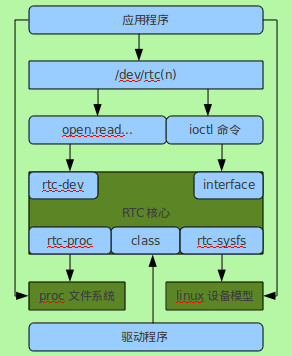 应用程序
/dev/rtc(n)
open.read... ioctl 命令
rtc-dev interface
RTC 核心
rtc-proc class rtc-sysfs
proc 文件系统 linux 设备模型
驱动程序